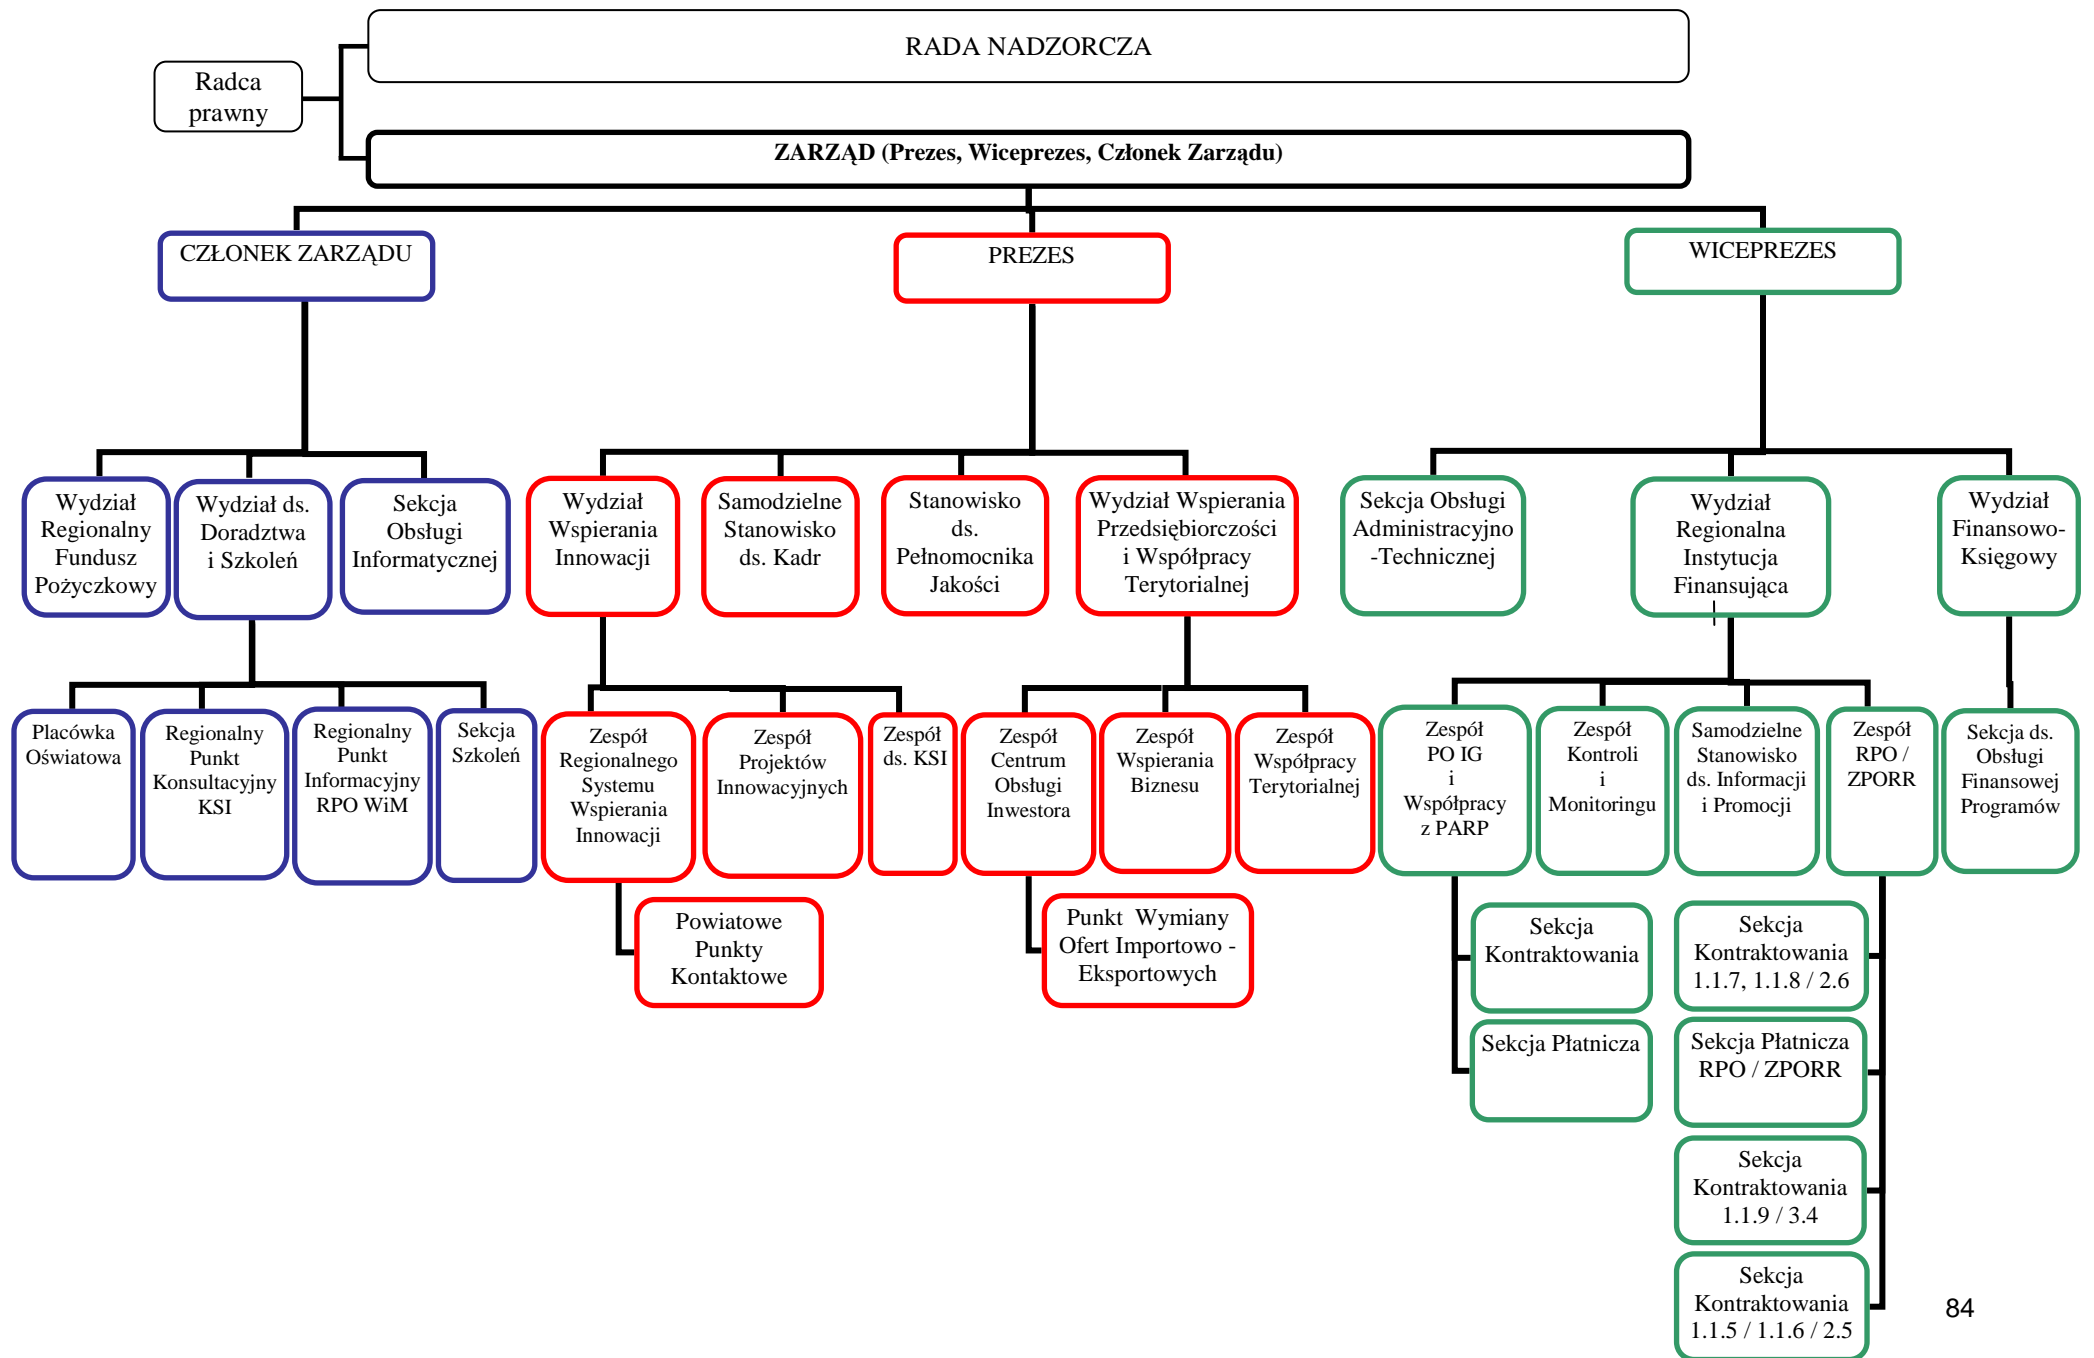 RADA NADZORCZA
Radca
prawny
ZARZĄD (Prezes, Wiceprezes, Członek Zarządu)
CZŁONEK ZARZĄDU
PREZES
WICEPREZES
Wydział
Regionalny
Fundusz
Pożyczkowy
Wydział ds.
Doradztwa
i Szkoleń
Sekcja
Obsługi
Informatycznej
Wydział
Wspierania
Innowacji
Samodzielne
Stanowisko
ds. Kadr
Stanowisko
ds.
Pełnomocnika
Jakości
Wydział Wspierania
Przedsiębiorczości
i Współpracy
Terytorialnej
Sekcja Obsługi
Administracyjno
-Technicznej
Wydział
Regionalna
Instytucja
Finansująca
Wydział
Finansowo-
Księgowy
Placówka
Oświatowa
Regionalny
Punkt
Konsultacyjny
KSI
Regionalny
Punkt
Informacyjny
RPO WiM
Sekcja
Szkoleń
Zespół
Regionalnego
Systemu
Wspierania
Innowacji
Zespół
Projektów
Innowacyjnych
Zespół
ds. KSI
Zespół
Centrum
Obsługi
Inwestora
Zespół
Wspierania
Biznesu
Zespół
Współpracy
Terytorialnej
Zespół
PO IG
i
Współpracy
z PARP
Zespół
Kontroli
i
Monitoringu
Samodzielne
Stanowisko
ds. Informacji
i Promocji
Zespół
RPO /
ZPORR
Sekcja ds.
Obsługi
Finansowej
Programów
Powiatowe
Punkty
Kontaktowe
Punkt Wymiany
Ofert Importowo -
Eksportowych
Sekcja
Kontraktowania
Sekcja Płatnicza
Sekcja
Kontraktowania
1.1.7, 1.1.8 / 2.6
Sekcja Płatnicza
RPO / ZPORR
Sekcja
Kontraktowania
1.1.9 / 3.4
Sekcja
Kontraktowania
1.1.5 / 1.1.6 / 2.5
84